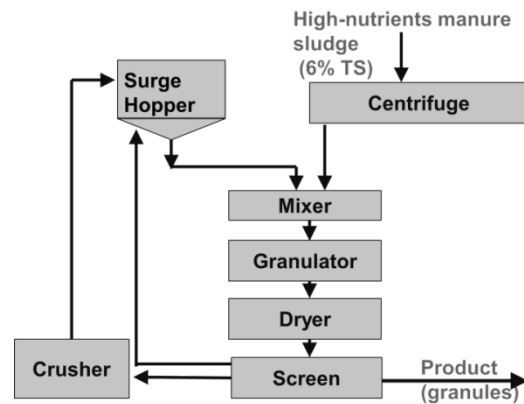 High-nutrients manure
sludge
(6% TS)
Surge
Hopper
Centrifuge
Mixer
Granulator
Dryer
Crusher
Screen
Product
(granules)